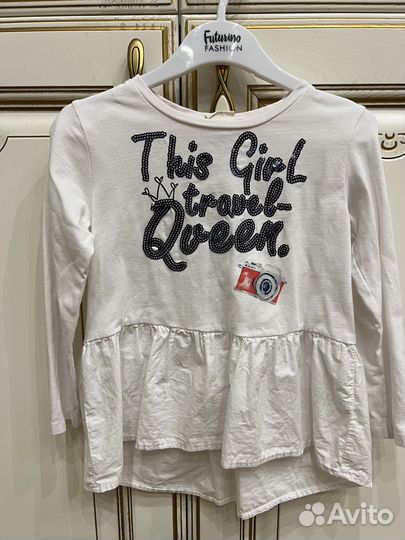 Futurino
FASHION
This Girl
travel-
Queen.
Avito